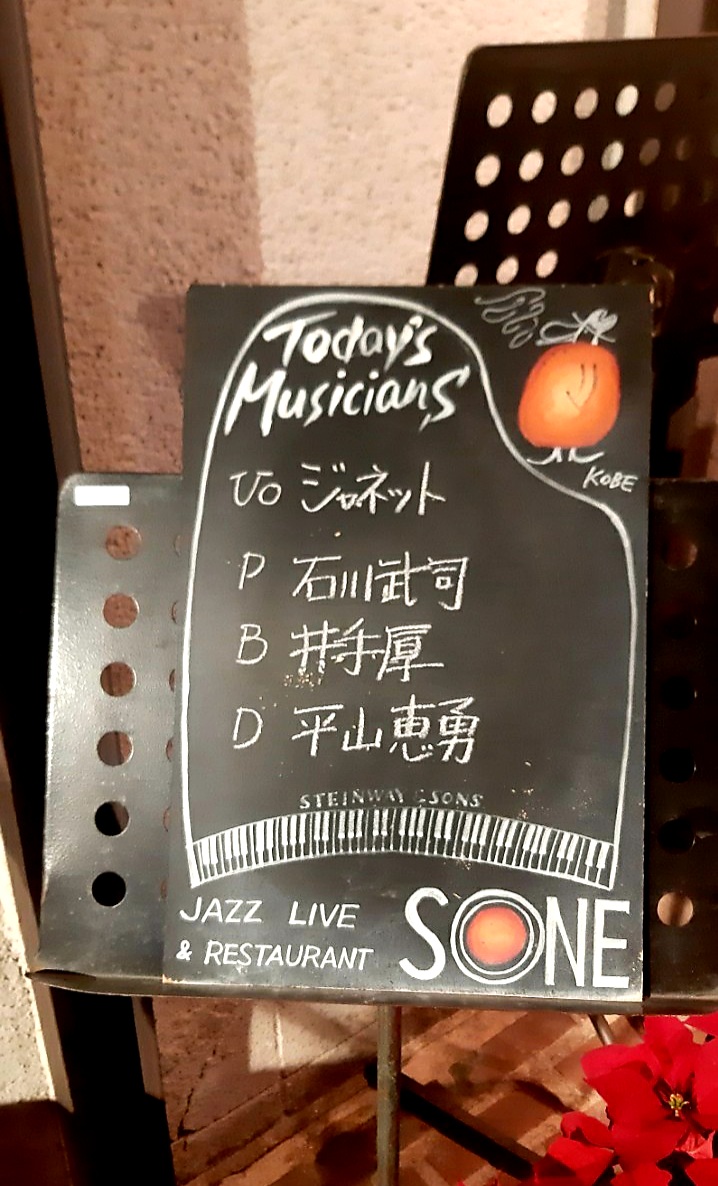 Today's
Musicians
KOBE
Vo ジャネット
P 石川武司
B 井手厚
D 平山恵勇
STEINWAY & SONS
JAZZ LIVE
& RESTAURANT
SONE